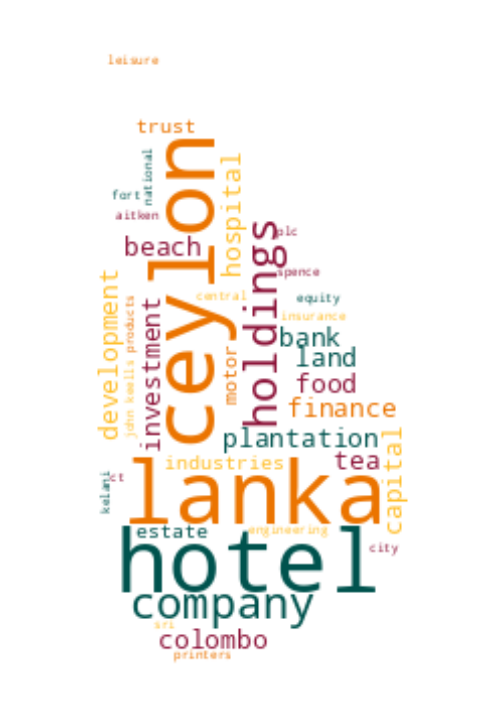 leisure
trust
ceylon
national
hospital
fort
aitken
beach
holdings
plc
spence
development
products
john keells
investment
central
equity
insurance
motor
bank
land
food
finance
plantation
capital
tea
industries
lanka
kelani
ct
estate
engineering
hotel
city
company
sri
colombo
printers